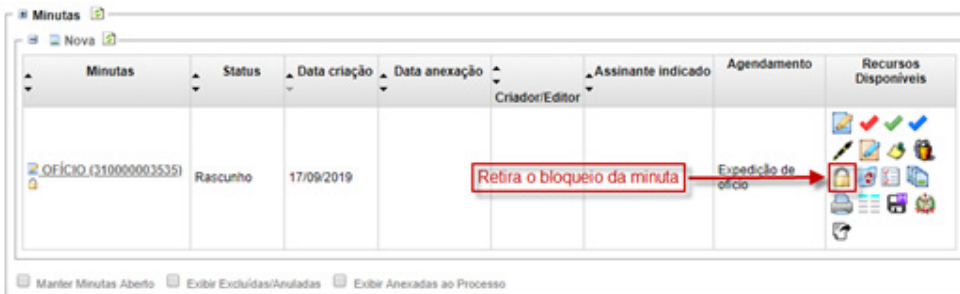 Minutas
Nova
Minutas
Status
Data criação
Data anexação
Criador/Editor
Assinante indicado
Agendamento
Recursos
Disponíveis
OFÍCIO (310000003535)
Rascunho
17/09/2019
Retira o bloqueio da minuta
Expedição de
ofício
Manter Minutas Aberto
Exibir Excluídas/Anuladas
Exibir Anexadas ao Processo